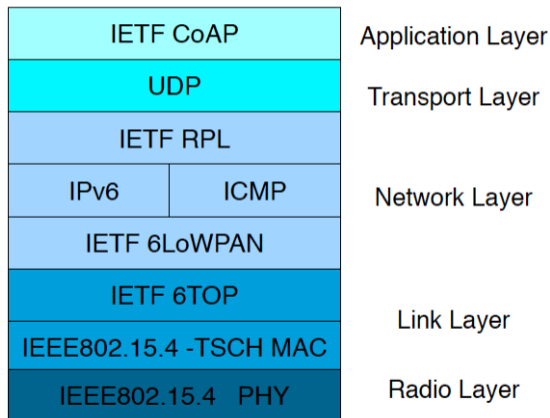 IETF CoAP Application Layer
UDP Transport Layer
IETF RPL
IPv6 ICMP Network Layer
IETF 6LoWPAN
IETF 6TOP
Link Layer
IEEE802.15.4 -TSCH MAC
IEEE802.15.4 PHY Radio Layer